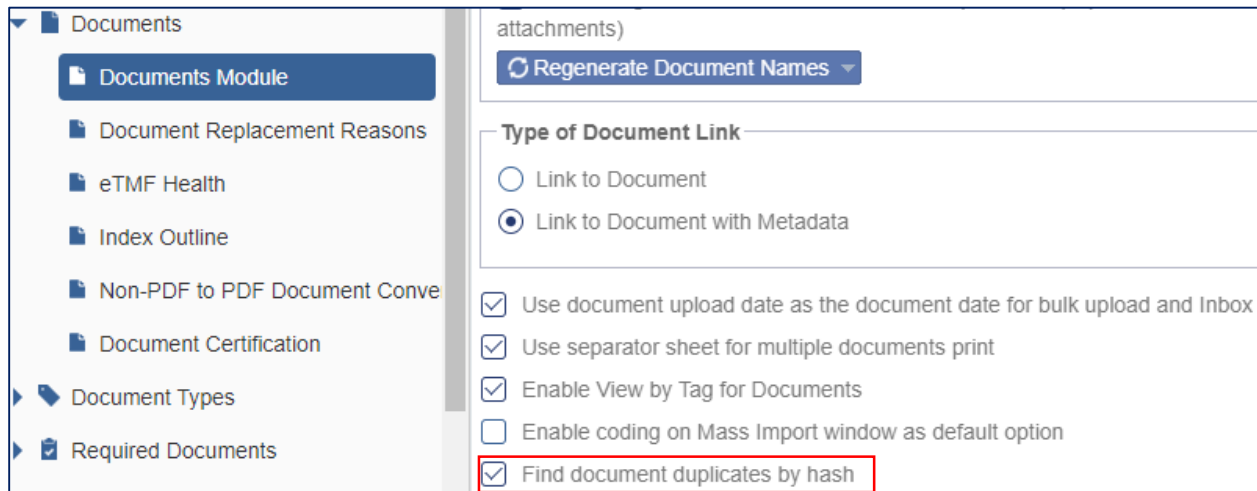 Documents
Documents Module
Document Replacement Reasons
eTMF Health
Index Outline
Non-PDF to PDF Document Conve
Document Certification
Document Types
Required Documents
attachments)
Regenerate Document Names
Type of Document Link
Link to Document
Link to Document with Metadata
Use document upload date as the document date for bulk upload and Inbox
Use separator sheet for multiple documents print
Enable View by Tag for Documents
Enable coding on Mass Import window as default option
Find document duplicates by hash